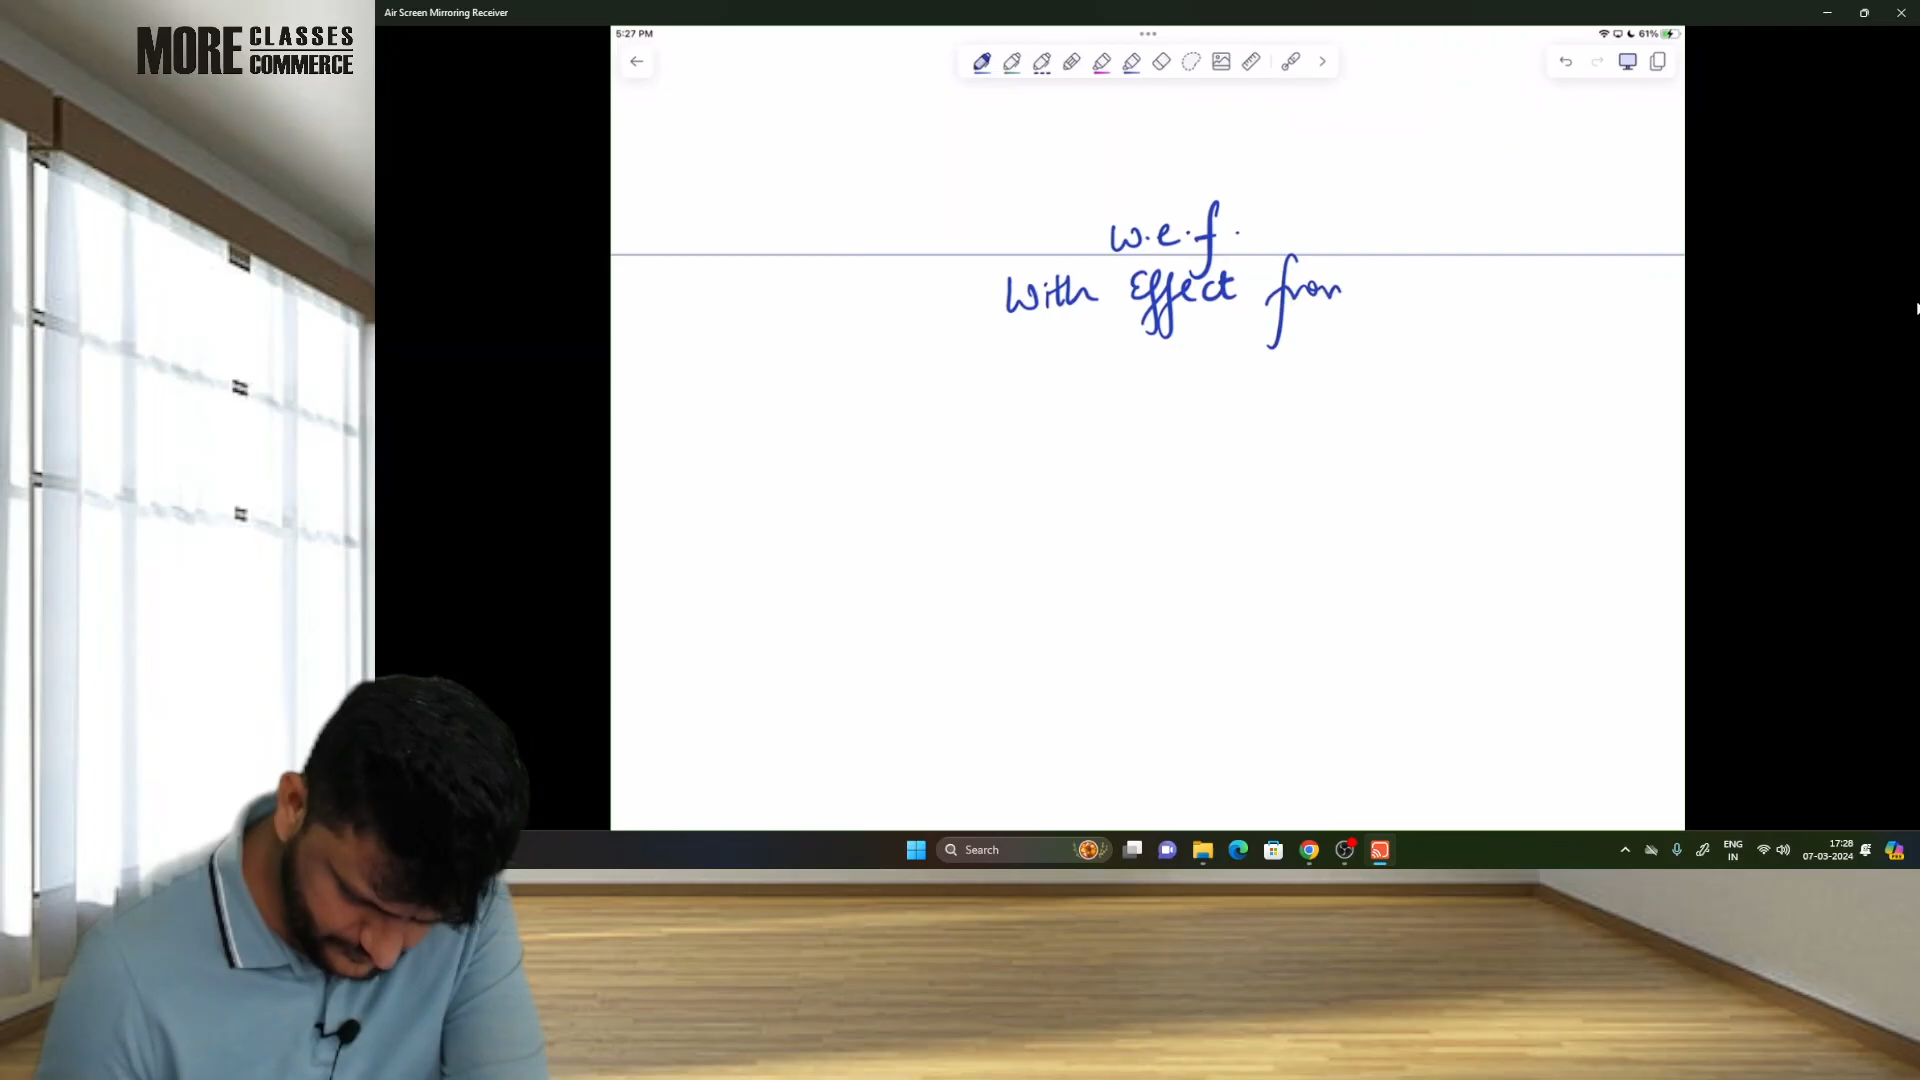 Air Screen Mirroring Receiver
MORE CLASSES
COMMERCE
5:27 PM
61%
w.e.f.
With Effect from
Search
ENG
IN
17:28
07-03-2024